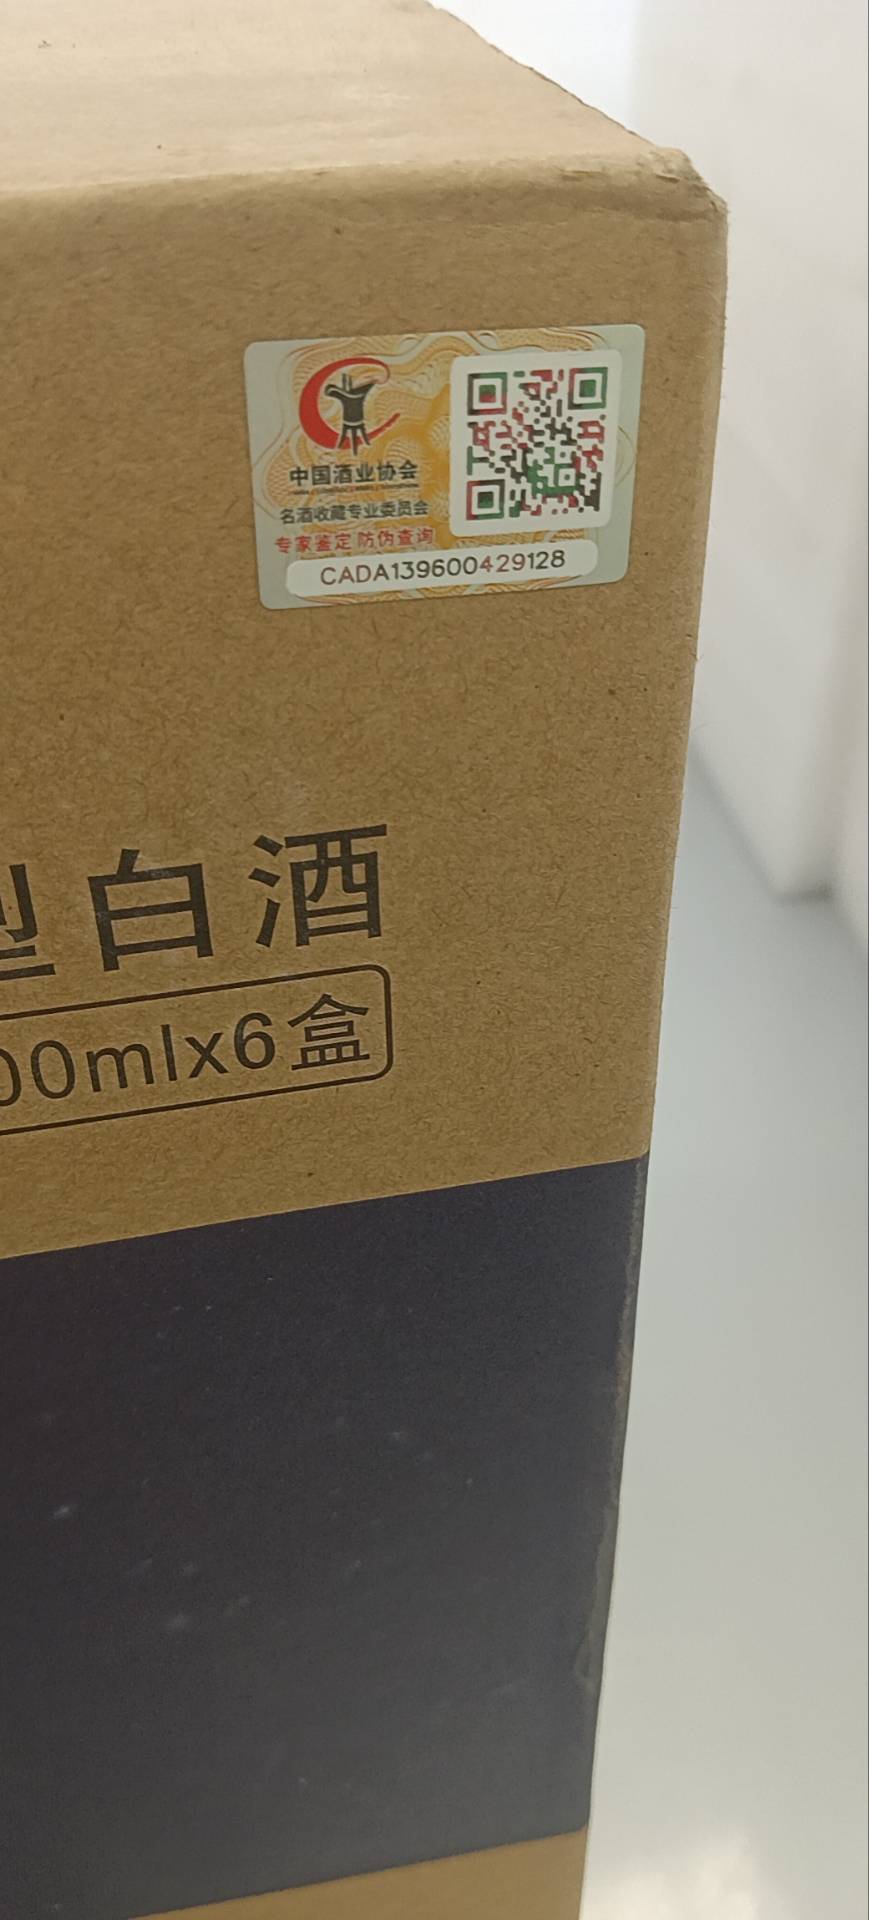 中国酒业协会
名酒收藏专业委员会
专家鉴定 防伪查询
CADA139600429128
型白酒
00mlx6盒